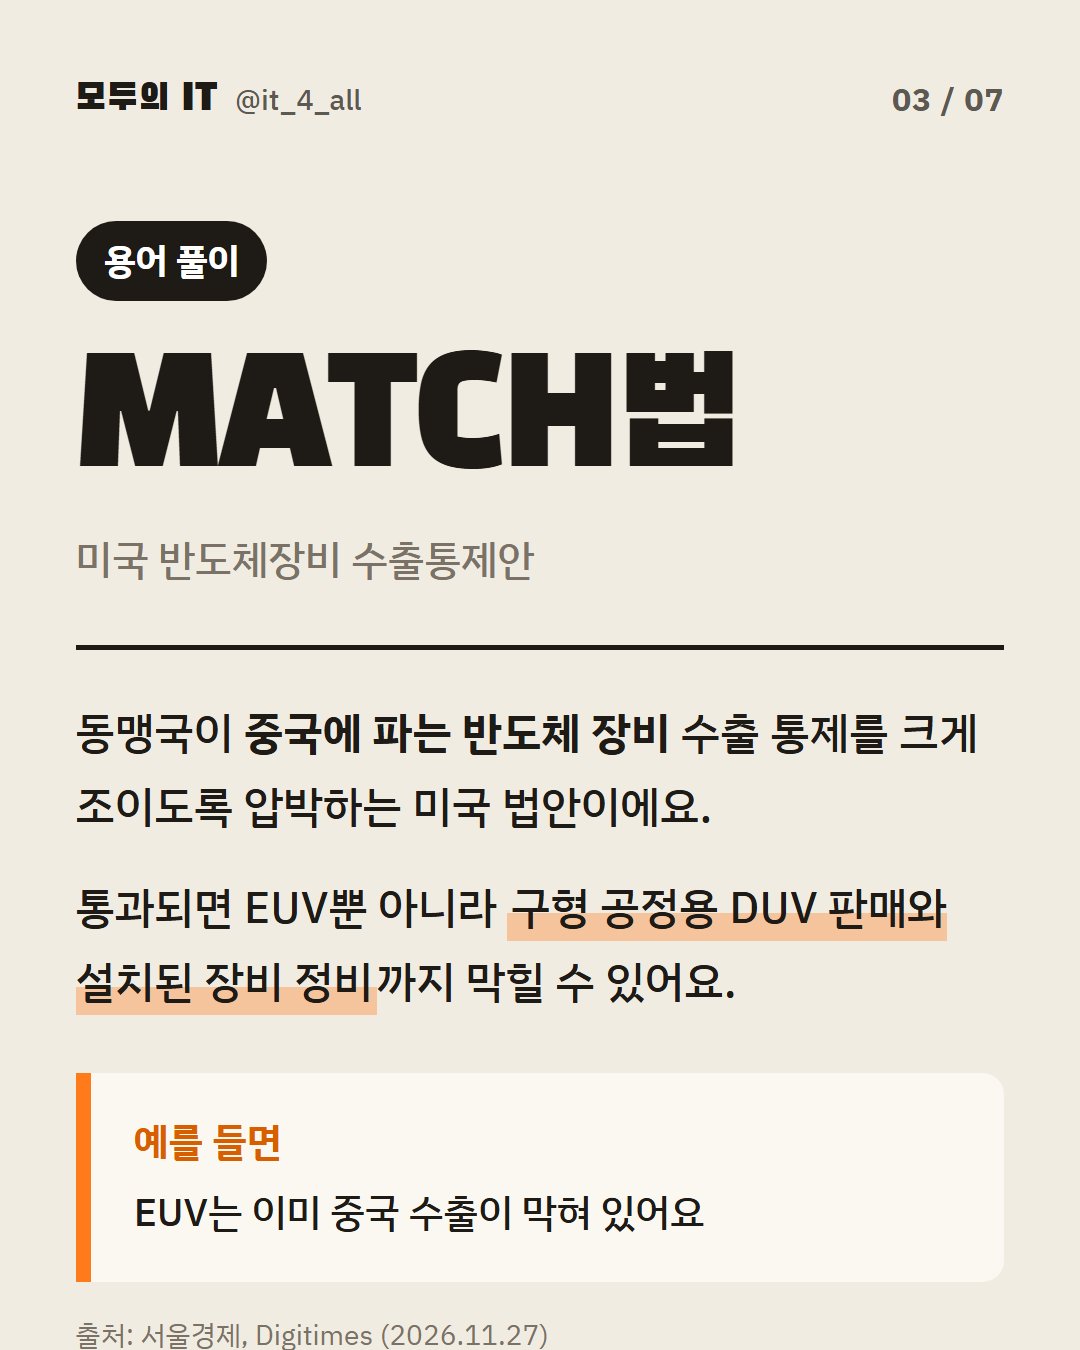 모두의 IT @it_4_all 03 / 07
용어 풀이
MATCH법
미국 반도체장비 수출통제안
동맹국이 중국에 파는 반도체 장비 수출 통제를 크게
조이도록 압박하는 미국 법안이에요.
통과되면 EUV뿐 아니라 구형 공정용 DUV 판매와
설치된 장비 정비까지 막힐 수 있어요.
예를 들면
EUV는 이미 중국 수출이 막혀 있어요
출처: 서울경제, Digitimes (2026.11.27)